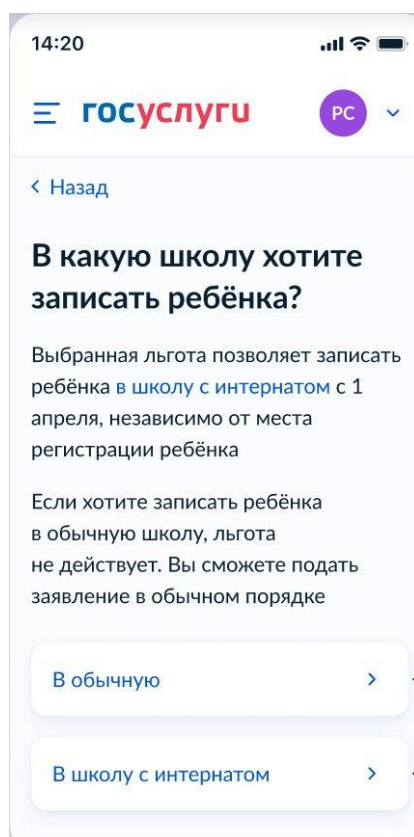 14:20
госуслуги
РС
Назад
В какую школу хотите
записать ребёнка?
Выбранная льгота позволяет записать
ребёнка в школу с интернатом с 1
апреля, независимо от места
регистрации ребёнка
Если хотите записать ребёнка
в обычную школу, льгота
не действует. Вы сможете подать
заявление в обычном порядке
В обычную
В школу с интернатом